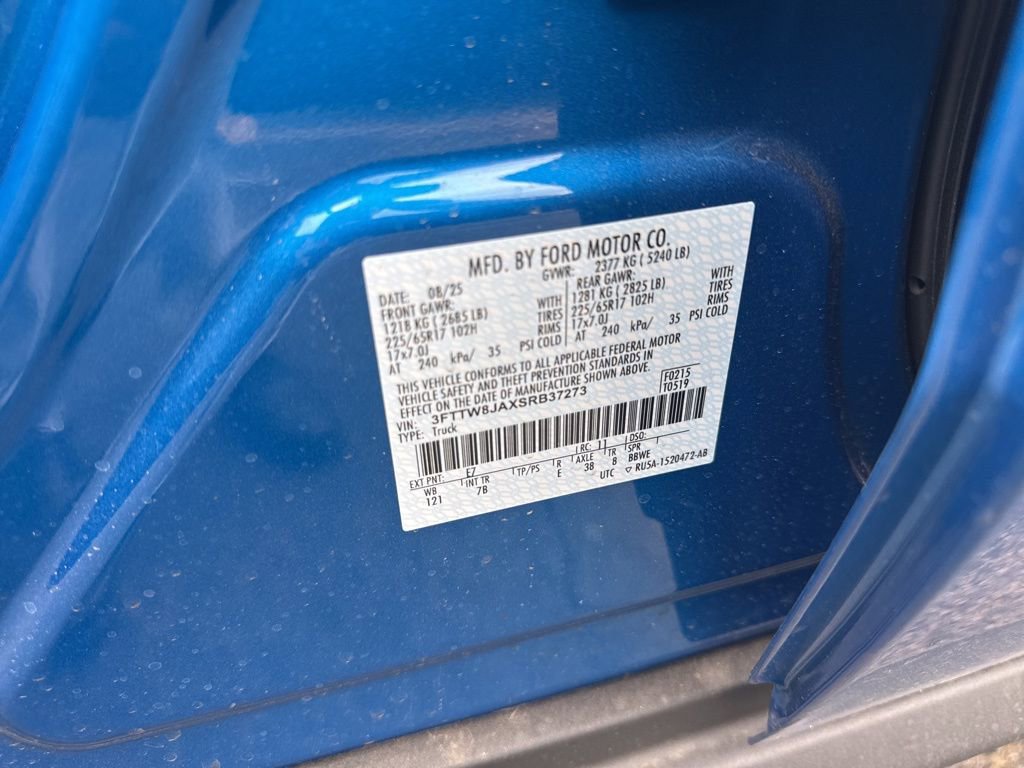 MFD. BY FORD MOTOR CO.
DATE: 08/25 GVWR: 2377 KG ( 5240 LB)
FRONT GAWR: REAR GAWR:
1218 KG ( 2685 LB) WITH 1281 KG ( 2825 LB) WITH
225/65R17 102H TIRES 225/65R17 102H TIRES
17x7.0J RIMS 17x7.0J RIMS
AT 240 kPa/ 35 PSI COLD AT 240 kPa/ 35 PSI COLD
THIS VEHICLE CONFORMS TO ALL APPLICABLE FEDERAL MOTOR
VEHICLE SAFETY AND THEFT PREVENTION STANDARDS IN
EFFECT ON THE DATE OF MANUFACTURE SHOWN ABOVE.
VIN: 3FTTW8JAXSRB37273 F0215
TYPE: Truck T0519
EXT PNT: E7 RC: 11 DSO:
WB INT TR TP/PS R AXLE TR SPR
121 7B E 38 8 BBWE
UTC ▽ RU5A-1520472-AB